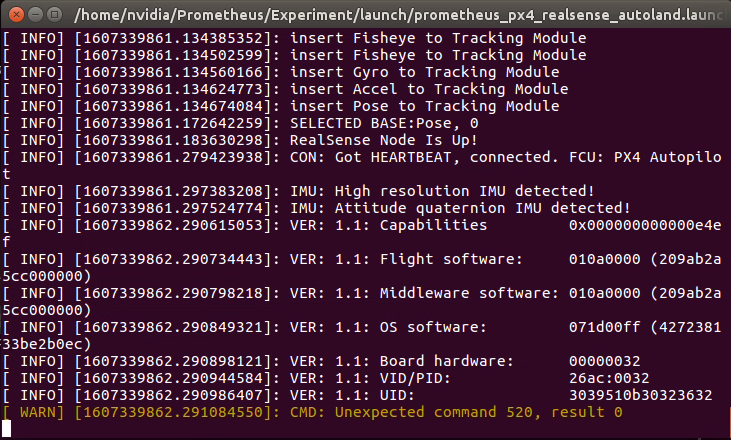 /home/nvidia/Prometheus/Experiment/launch/prometheus_px4_realsense_autoland.launc
[ INFO] [1607339861.134385352]: insert Fisheye to Tracking Module
[ INFO] [1607339861.134502599]: insert Fisheye to Tracking Module
[ INFO] [1607339861.134560166]: insert Gyro to Tracking Module
[ INFO] [1607339861.134624773]: insert Accel to Tracking Module
[ INFO] [1607339861.134674084]: insert Pose to Tracking Module
[ INFO] [1607339861.172642259]: SELECTED BASE:Pose, 0
[ INFO] [1607339861.183630298]: RealSense Node Is Up!
[ INFO] [1607339861.279423938]: CON: Got HEARTBEAT, connected. FCU: PX4 Autopilo
t
[ INFO] [1607339861.297383208]: IMU: High resolution IMU detected!
[ INFO] [1607339861.297524774]: IMU: Attitude quaternion IMU detected!
[ INFO] [1607339862.290615053]: VER: 1.1: Capabilities         0x000000000000e4e
f
[ INFO] [1607339862.290734443]: VER: 1.1: Flight software:     010a0000 (209ab2a
5cc000000)
[ INFO] [1607339862.290798218]: VER: 1.1: Middleware software: 010a0000 (209ab2a
5cc000000)
[ INFO] [1607339862.290849321]: VER: 1.1: OS software:         071d00ff (4272381
f33be2b0ec)
[ INFO] [1607339862.290898121]: VER: 1.1: Board hardware:      00000032
[ INFO] [1607339862.290944584]: VER: 1.1: VID/PID:             26ac:0032
[ INFO] [1607339862.290986407]: VER: 1.1: UID:                 3039510b30323632
[ WARN] [1607339862.291084550]: CMD: Unexpected command 520, result 0